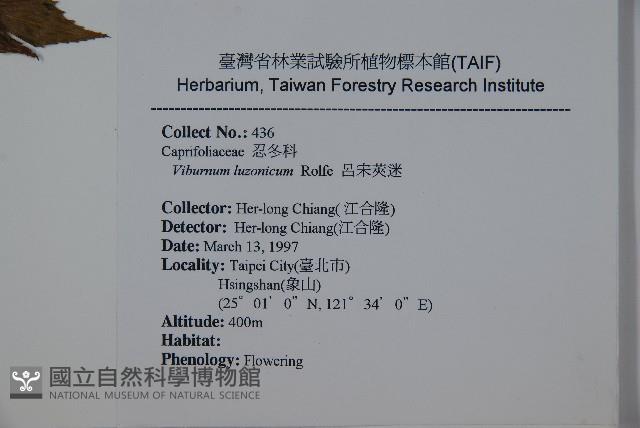 臺灣省林業試驗所植物標本館(TAIF)
Herbarium, Taiwan Forestry Research Institute
Collect No.: 436
Caprifoliaceae 忍冬科
Viburnum luzonicum Rolfe 呂宋莢迷
Collector: Her-long Chiang( 江合隆)
Detector: Her-long Chiang(江合隆)
Date: March 13, 1997
Locality: Taipei City(臺北市)
Hsingshan(象山)
(25° 01' 0" N, 121° 34' 0" E)
Altitude: 400m
Habitat:
Phenology: Flowering
國立自然科學博物館
NATIONAL MUSEUM OF NATURAL SCIENCE